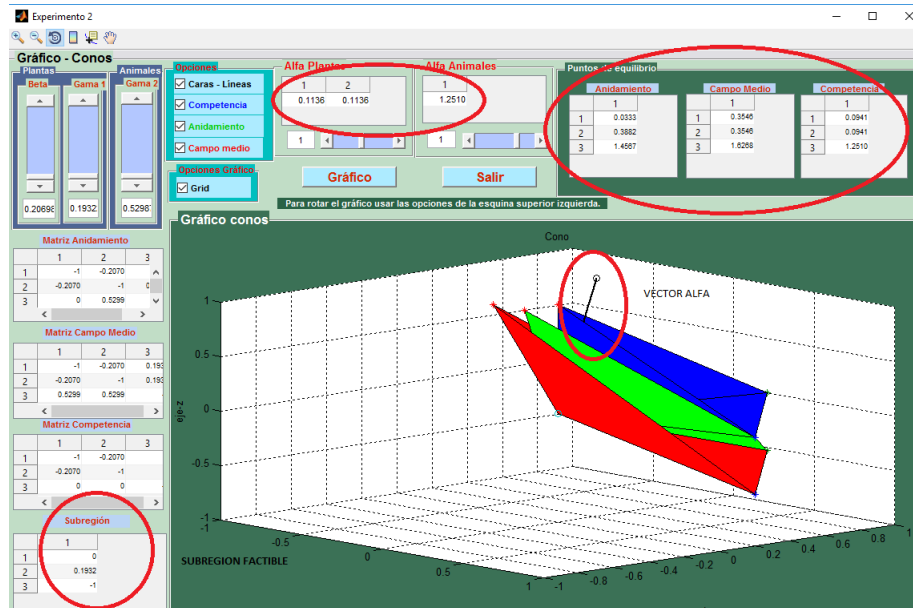 Experimento 2
Gráfico - Conos
Plantas
Beta Gama 1
Animales
Gama 2
0.20698 0.1932 0.52987
Opciones
Caras - Lineas
Competencia
Anidamiento
Campo medio
Opciones Gráfico
Grid
Alfa Plantas
1 2
0.1136 0.1136
1
Alfa Animales
1
1.2510
1
Gráfico
Salir
Para rotar el gráfico usar las opciones de la esquina superior izquierda.
Puntos de equilibrio
Anidamiento
1
1 0.0333
2 0.3882
3 1.4567
Campo Medio
1
1 0.3546
2 0.3546
3 1.6268
Competencia
1
1 0.0941
2 0.0941
3 1.2510
Matriz Anidamiento
1 2 3
1 -1 -0.2070
2 -0.2070 -1
3 0 0.5299
Matriz Campo Medio
1 2 3
1 -1 -0.2070 0.193
2 -0.2070 -1 0.193
3 0.5299 0.5299
Matriz Competencia
1 2 3
1 -1 -0.2070
2 -0.2070 -1
3 0 0
Subregión
1
1 0
2 0.1932
3 -1
Gráfico conos
Cono
VECTOR ALFA
eje-z
1
0.5
0
-0.5
-1
-1
-0.5
0
0.5
1
-1
-0.8
-0.6
-0.4
-0.2
0
0.2
0.4
0.6
0.8
1
SUBREGION FACTIBLE